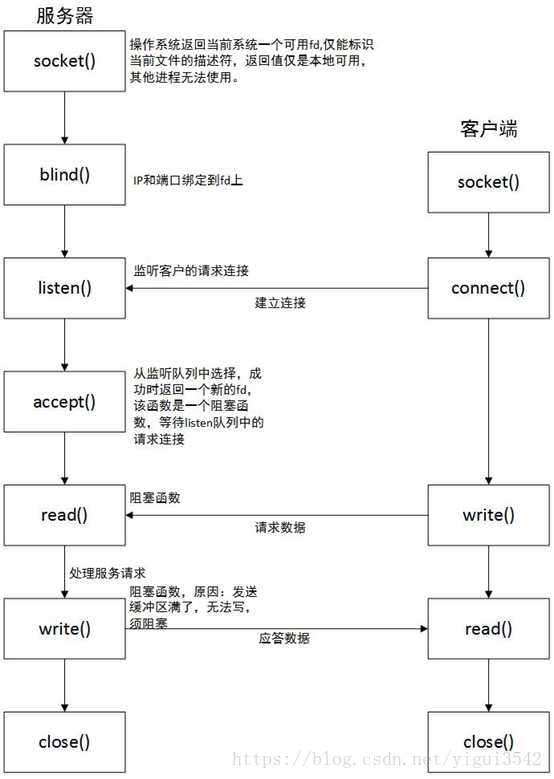 服务器
socket()
操作系统返回当前系统一个可用fd,仅能标识
当前文件的描述符，返回值仅是本地可用，
其他进程无法使用。
客户端
socket()
blind()
IP和端口绑定到fd上
listen()
监听客户的请求连接
建立连接
connect()
accept()
从监听队列中选择，成
功时返回一个新的fd，
该函数是一个阻塞函
数，等待listen队列中的
请求连接
read()
阻塞函数
请求数据
write()
处理服务请求
write()
阻塞函数，原因：发送
缓冲区满了，无法写，
须阻塞
应答数据
read()
close()
close()
https://blog.csdn.net/yigui3542